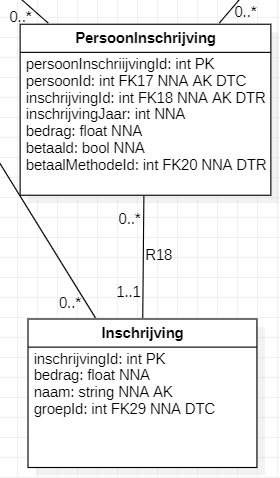 0..*
0..*
PersoonInschrijving
persoonInschriijvingId: int PK
persoonId: int FK17 NNA AK DTC
inschrijvingId: int FK18 NNA AK DTR
inschrijvingJaar: int NNA
bedrag: float NNA
betaald: bool NNA
betaalMethodeId: int FK20 NNA DTR
0..*
R18
1..1
0..*
Inschrijving
inschrijvingId: int PK
bedrag: float NNA
naam: string NNA AK
groepId: int FK29 NNA DTC